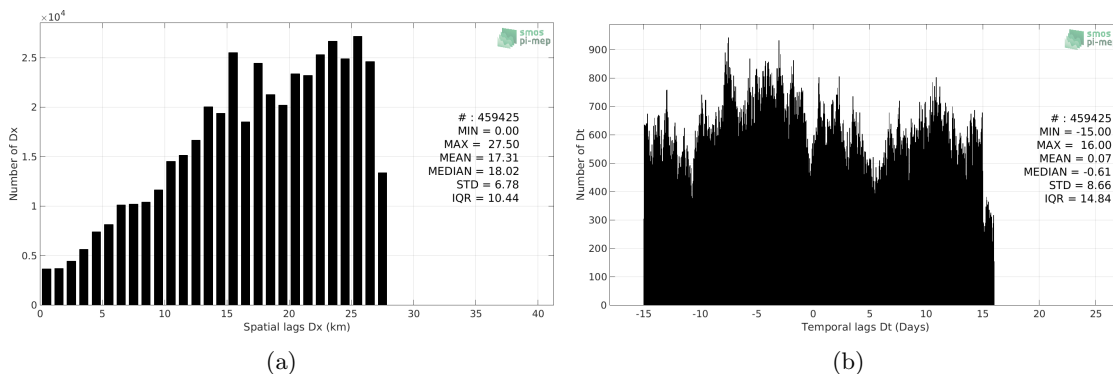 ×10⁴
2.5
2
1.5
1
0.5
0
0 5 10 15 20 25 30 35 40
Number of Dx
Spatial lags Dx (km)
smos
pi-mep
# : 459425
MIN = 0.00
MAX = 27.50
MEAN = 17.31
MEDIAN = 18.02
STD = 6.78
IQR = 10.44
(a)
900
800
700
600
500
400
300
200
100
0
-15 -10 -5 0 5 10 15 20 25
Number of Dt
Temporal lags Dt (Days)
smos
pi-mep
# : 459425
MIN = -15.00
MAX = 16.00
MEAN = 0.07
MEDIAN = -0.61
STD = 8.66
IQR = 14.84
(b)